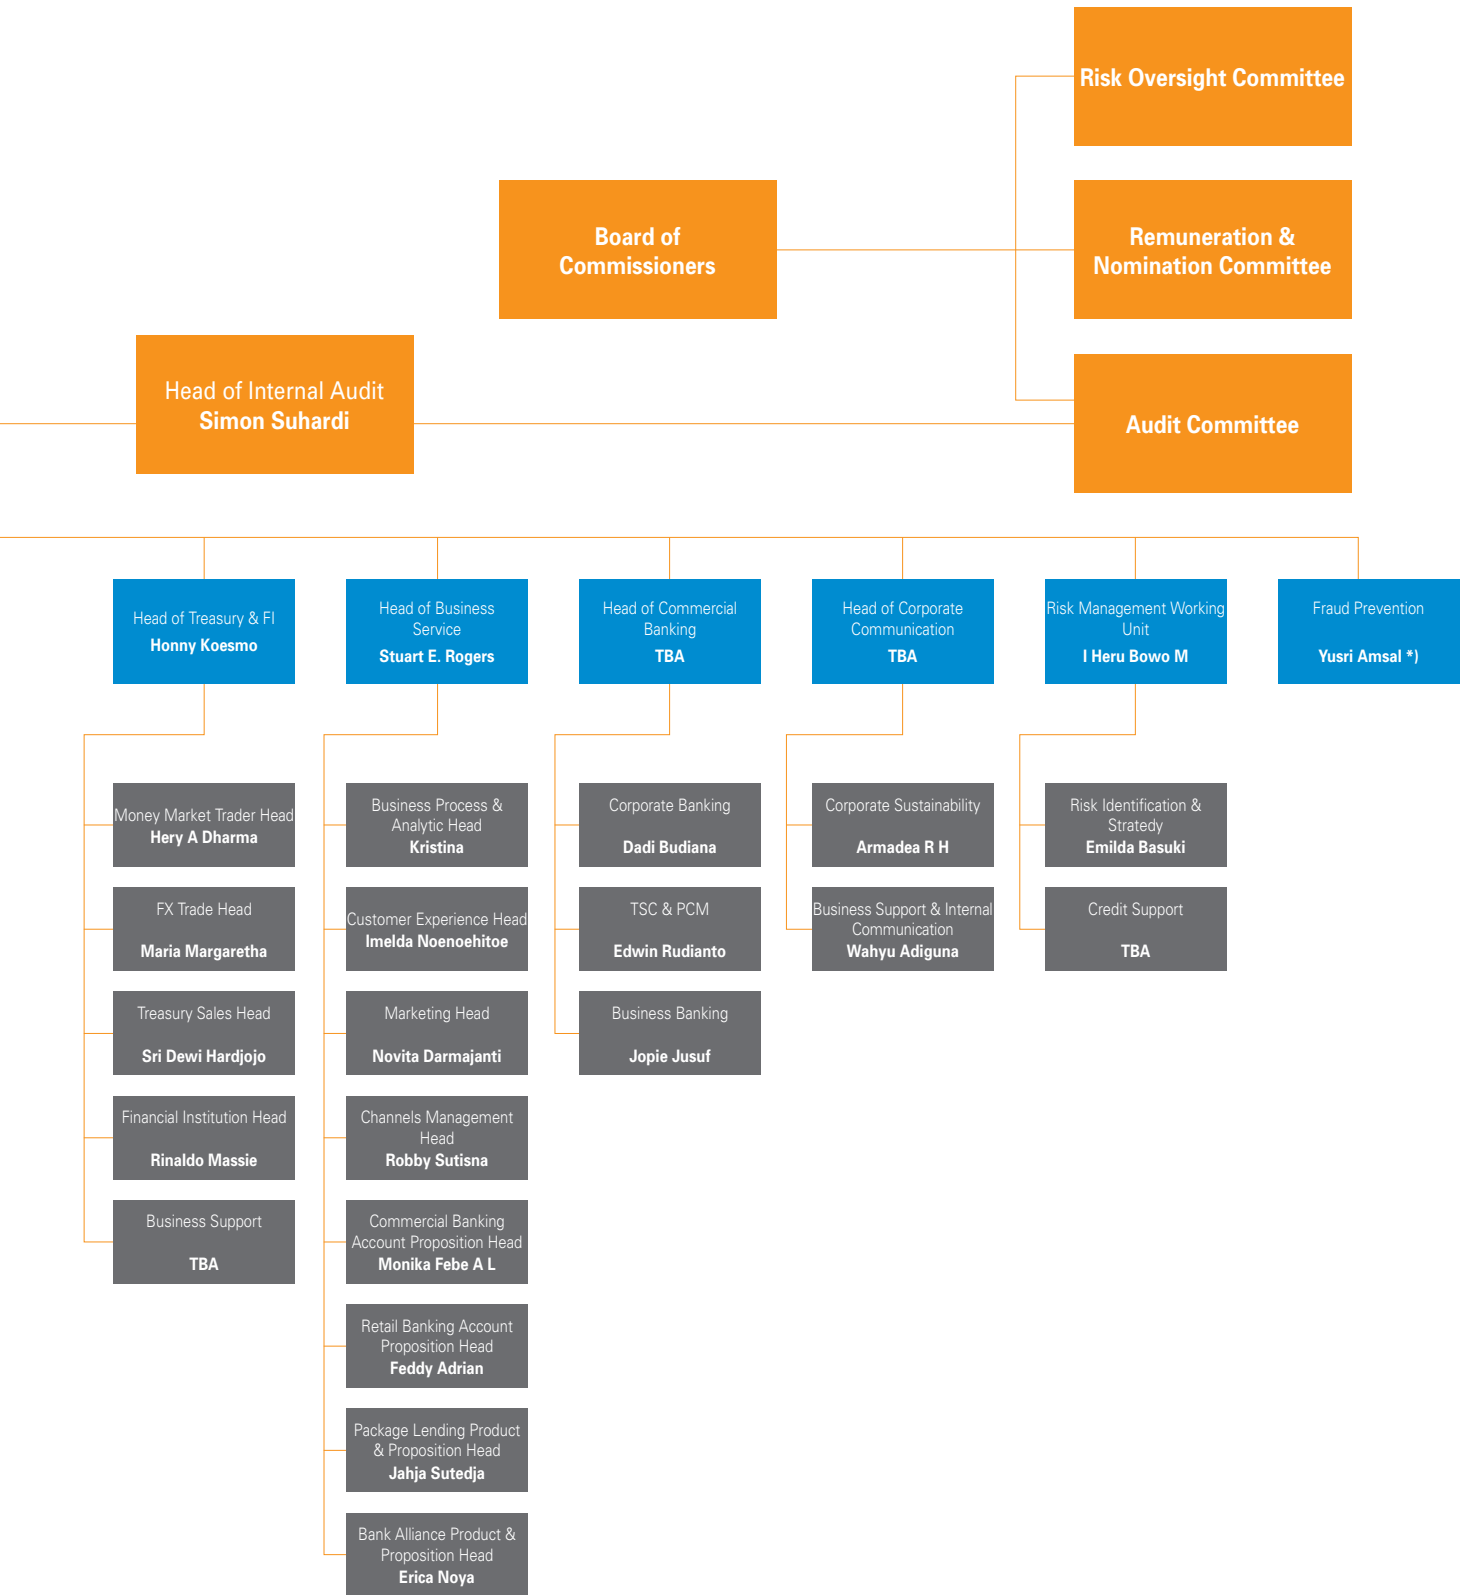 Risk Oversight Committee
Board of
Commissioners
Remuneration &
Nomination Committee
Head of Internal Audit
Simon Suhardi
Audit Committee
Head of Treasury & FI
Honny Koesmo
Head of Business
Service
Stuart E. Rogers
Head of Commercial
Banking
TBA
Head of Corporate
Communication
TBA
Risk Management Working
Unit
I Heru Bowo M
Fraud Prevention
Yusri Amsal *)
Money Market Trader Head
Hery A Dharma
FX Trade Head
Maria Margaretha
Treasury Sales Head
Sri Dewi Hardjojo
Financial Institution Head
Rinaldo Massie
Business Support
TBA
Business Process &
Analytic Head
Kristina
Customer Experience Head
Imelda Noenoehitoe
Marketing Head
Novita Darmajanti
Channels Management
Head
Robby Sutisna
Commercial Banking
Account Proposition Head
Monika Febe A L
Retail Banking Account
Proposition Head
Feddy Adrian
Package Lending Product
& Proposition Head
Jahja Sutedja
Bank Alliance Product &
Proposition Head
Erica Noya
Corporate Banking
Dadi Budiana
TSC & PCM
Edwin Rudianto
Business Banking
Jopie Jusuf
Corporate Sustainability
Armadea R H
Business Support & Internal
Communication
Wahyu Adiguna
Risk Identification &
Stratedy
Emilda Basuki
Credit Support
TBA